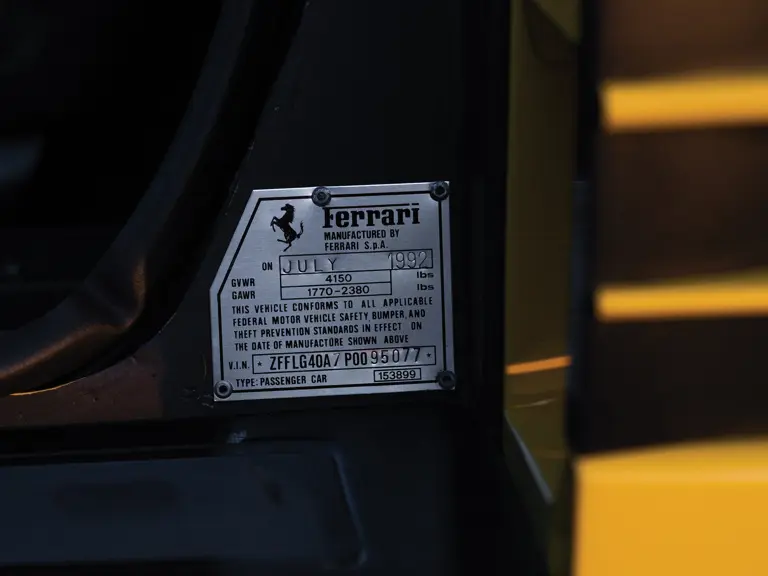 Ferrari
MANUFACTURED BY
FERRARI S.p.A.
ON JULY 1992
GVWR 4150 lbs
GAWR 1770-2380 lbs
THIS VEHICLE CONFORMS TO ALL APPLICABLE
FEDERAL MOTOR VEHICLE SAFETY, BUMPER, AND
THEFT PREVENTION STANDARDS IN EFFECT ON
THE DATE OF MANUFACTURE SHOWN ABOVE
V.I.N. * ZFFLG40A7P0095077 *
TYPE: PASSENGER CAR 153899